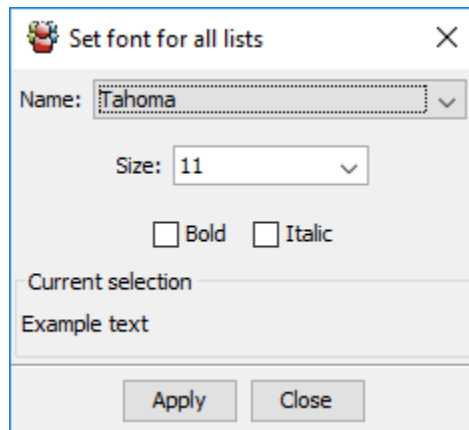 Set font for all lists
Name: Tahoma
Size: 11
Bold Italic
Current selection
Example text
Apply Close